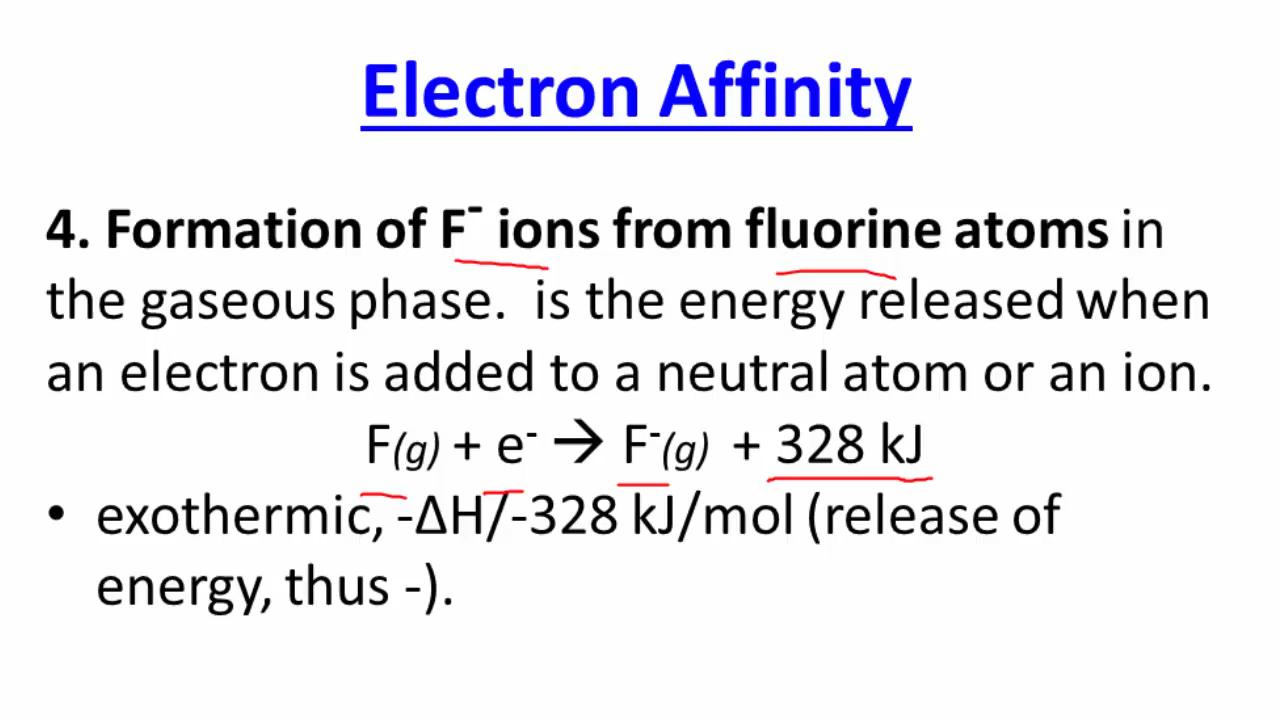 Electron Affinity
4. Formation of F⁻ ions from fluorine atoms in
the gaseous phase.  is the energy released when
an electron is added to a neutral atom or an ion.
F(g) + e⁻ → F⁻(g)  + 328 kJ
• exothermic, -ΔH/-328 kJ/mol (release of
energy, thus -).